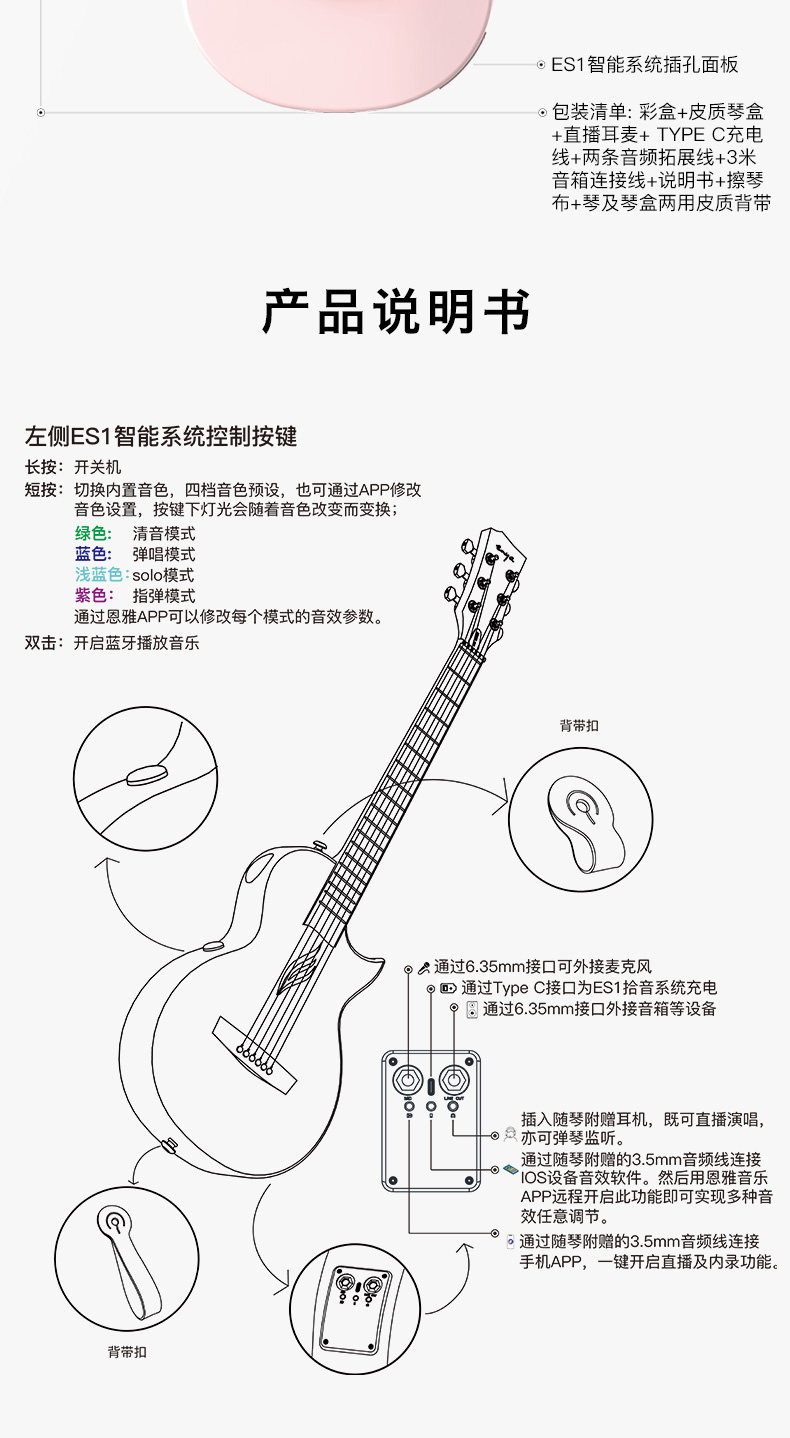 ES1智能系统插孔面板
包装清单: 彩盒+皮质琴盒
+直播耳麦+ TYPE C充电
线+两条音频拓展线+3米
音箱连接线+说明书+擦琴
布+琴及琴盒两用皮质背带
产品说明书
左侧ES1智能系统控制按键
长按：开关机
短按：切换内置音色，四档音色预设，也可通过APP修改
音色设置，按键下灯光会随着音色改变而变换；
绿色： 清音模式
蓝色： 弹唱模式
浅蓝色：solo模式
紫色： 指弹模式
通过恩雅APP可以修改每个模式的音效参数。
双击：开启蓝牙播放音乐
Enya
背带扣
通过6.35mm接口可外接麦克风
通过Type C接口为ES1拾音系统充电
通过6.35mm接口外接音箱等设备
MIC
LINE OUT
插入随琴附赠耳机，既可直播演唱，
亦可弹琴监听。
通过随琴附赠的3.5mm音频线连接
IOS设备音效软件。然后用恩雅音乐
APP远程开启此功能即可实现多种音
效任意调节。
通过随琴附赠的3.5mm音频线连接
手机APP，一键开启直播及内录功能。
背带扣